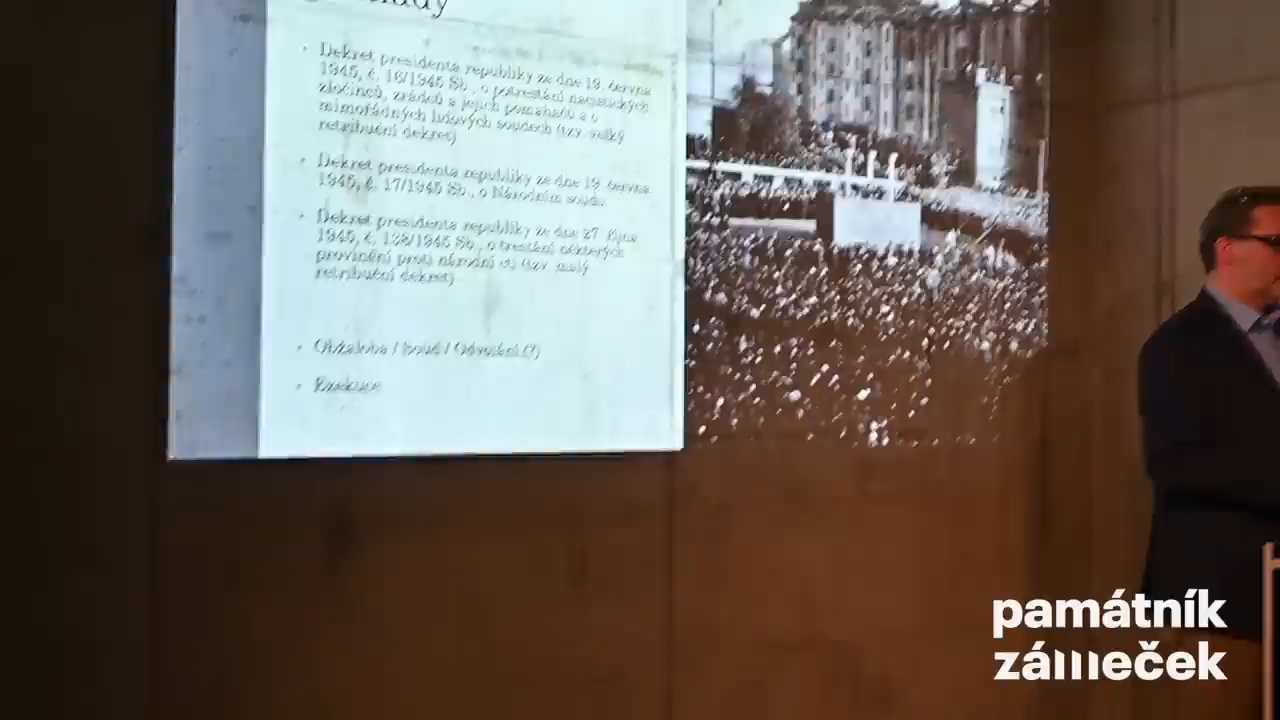 Dekret presidenta republiky ze dne 19. června
1945, č. 16/1945 Sb., o potrestání nacistických
zločinců, zrádců a jejich pomahačů a o
mimořádných lidových soudech (tzv. velký
retribuční dekret)
Dekret presidenta republiky ze dne 19. června
1945, č. 17/1945 Sb., o Národním soudu
Dekret presidenta republiky ze dne 27. října
1945, č. 138/1945 Sb., o trestání některých
provinění proti národní cti (tzv. malý
retribuční dekret)
Obžaloba / Soud / Odvolání (?)
Exekuce
památník
zámeček